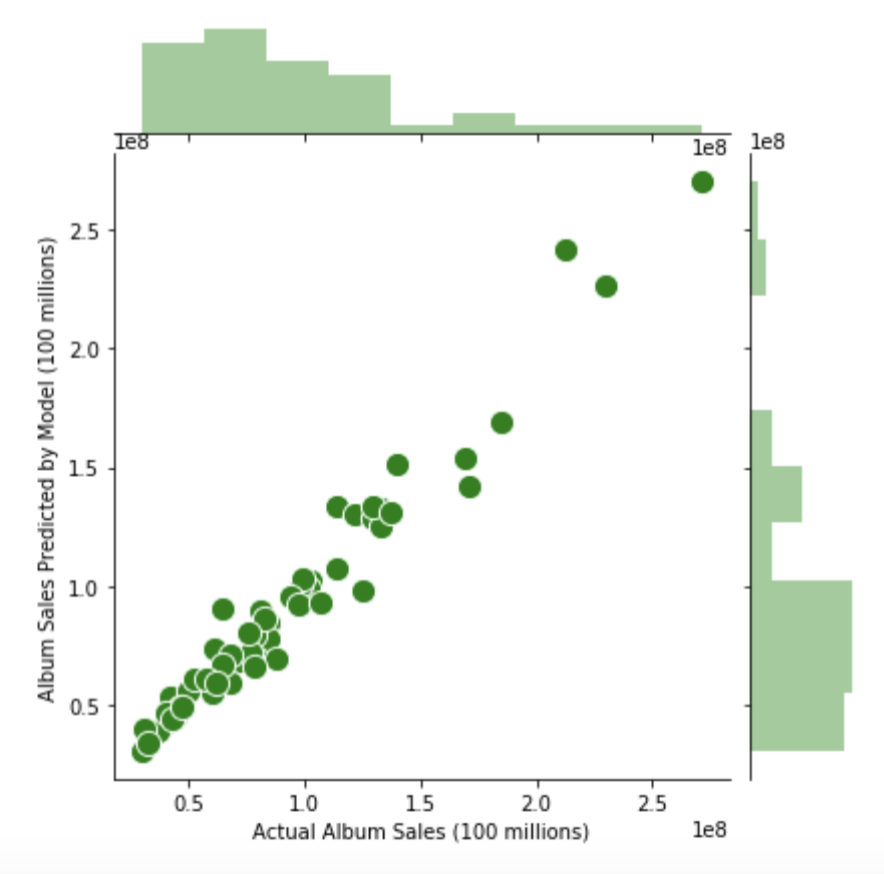 1e8
1e8
1e8
2.5
2.0
1.5
1.0
0.5
Album Sales Predicted by Model (100 millions)
0.5 1.0 1.5 2.0 2.5
Actual Album Sales (100 millions)
1e8